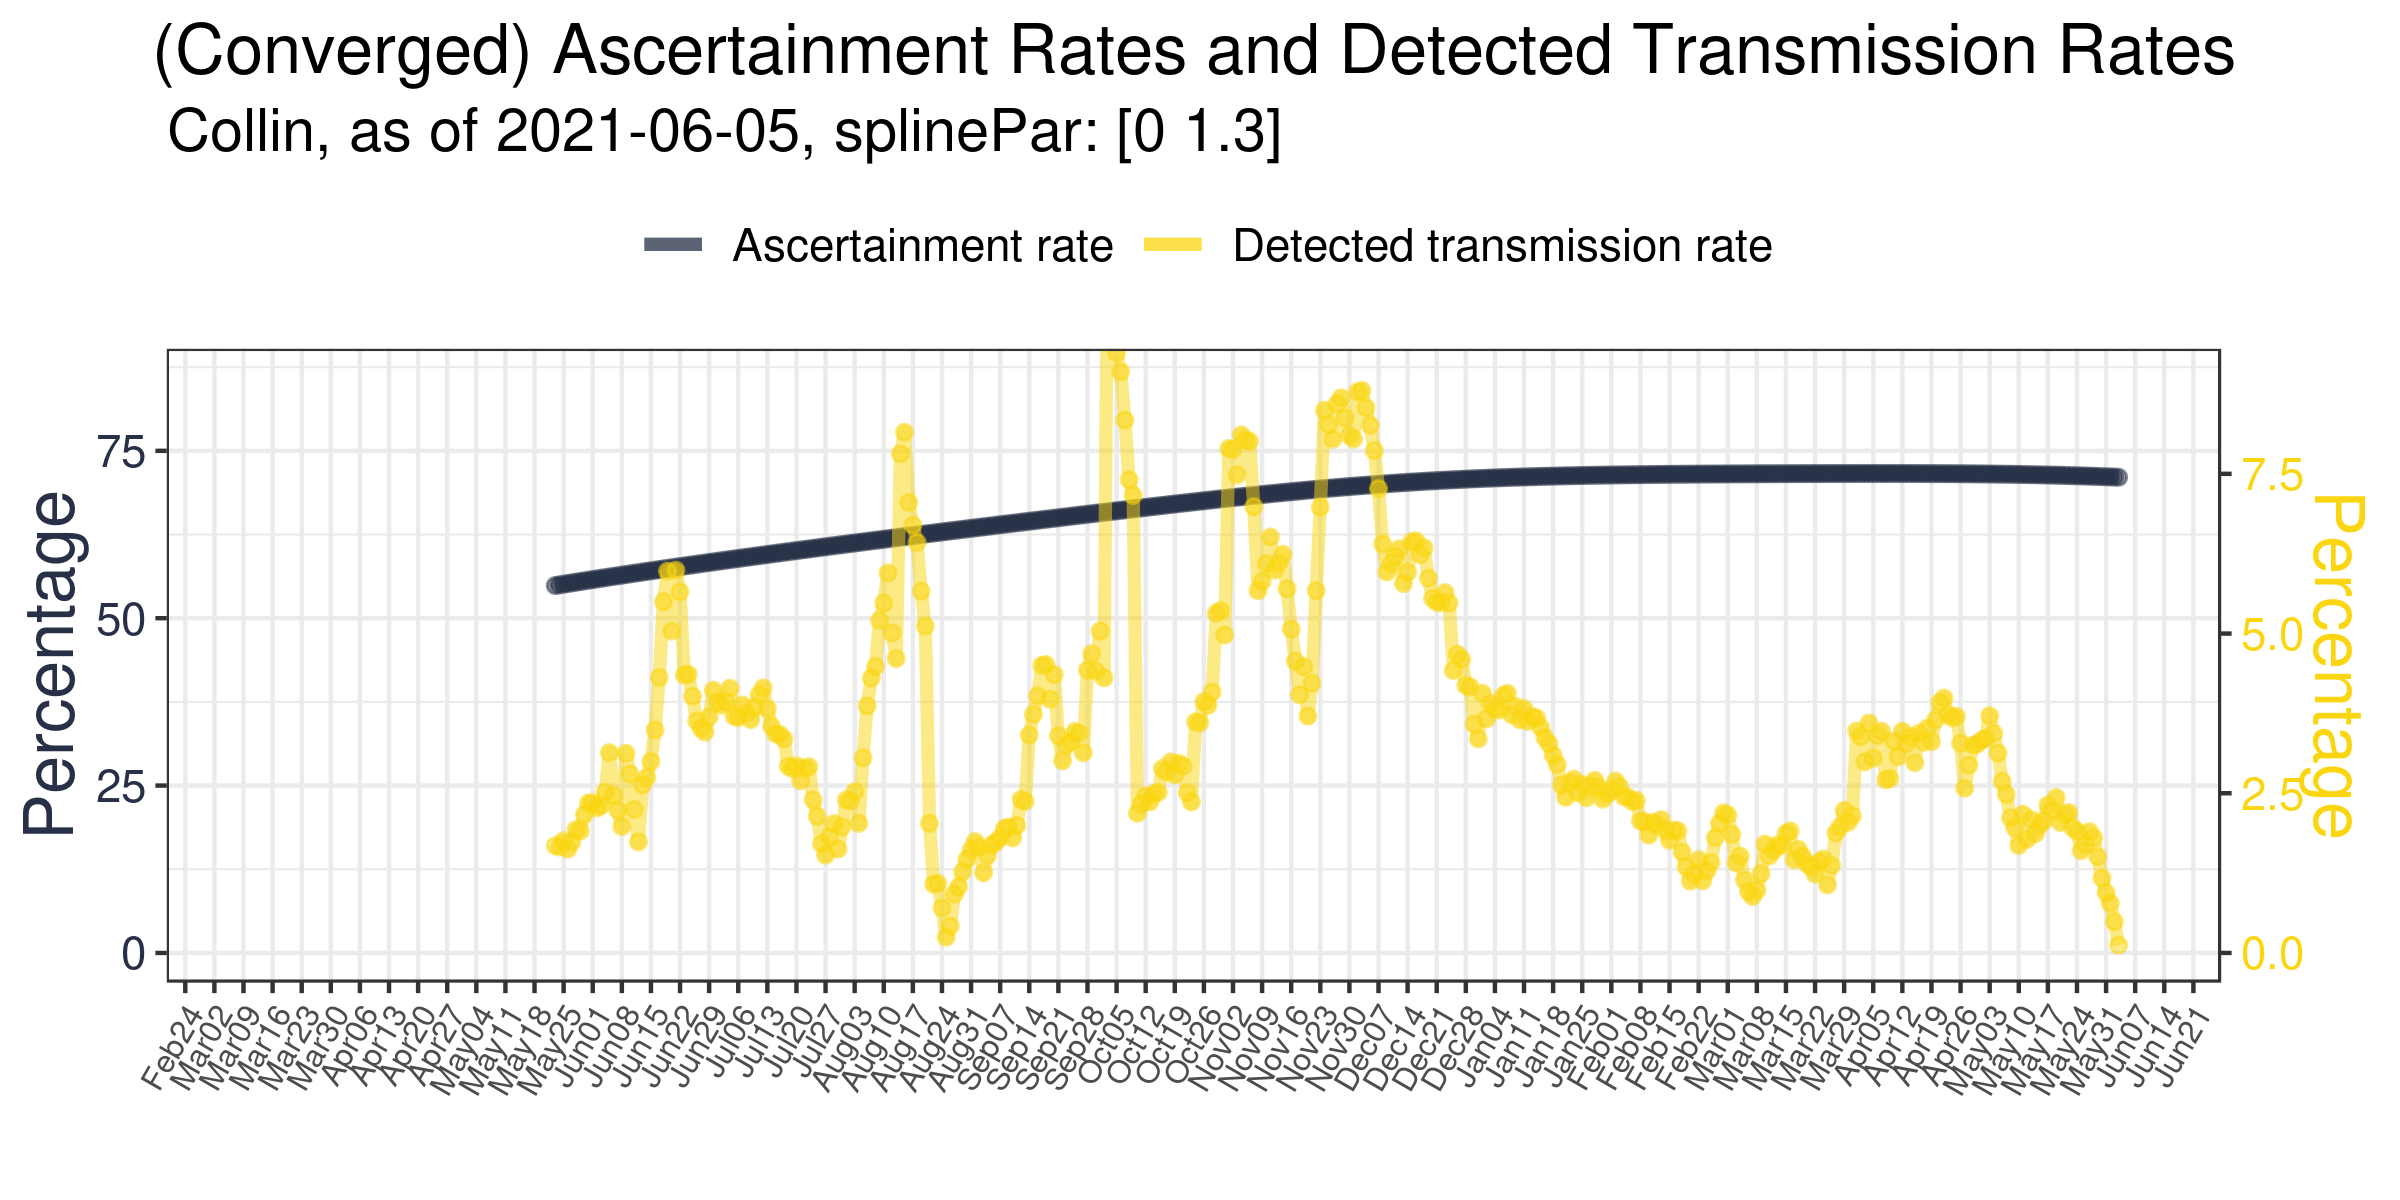 (Converged) Ascertainment Rates and Detected Transmission Rates
Collin, as of 2021-06-05, splinePar: [0 1.3]
Ascertainment rate
Detected transmission rate
Percentage
75
50
25
0
7.5
5.0
2.5
0.0
Percentage
Feb24
Mar02
Mar09
Mar16
Mar23
Mar30
Apr06
Apr13
Apr20
Apr27
May04
May11
May18
May25
Jun01
Jun08
Jun15
Jun22
Jun29
Jul06
Jul13
Jul20
Jul27
Aug03
Aug10
Aug17
Aug24
Aug31
Sep07
Sep14
Sep21
Sep28
Oct05
Oct12
Oct19
Oct26
Nov02
Nov09
Nov16
Nov23
Nov30
Dec07
Dec14
Dec21
Dec28
Jan04
Jan11
Jan18
Jan25
Feb01
Feb08
Feb15
Feb22
Mar01
Mar08
Mar15
Mar22
Mar29
Apr05
Apr12
Apr19
Apr26
May03
May10
May17
May24
May31
Jun07
Jun14
Jun21